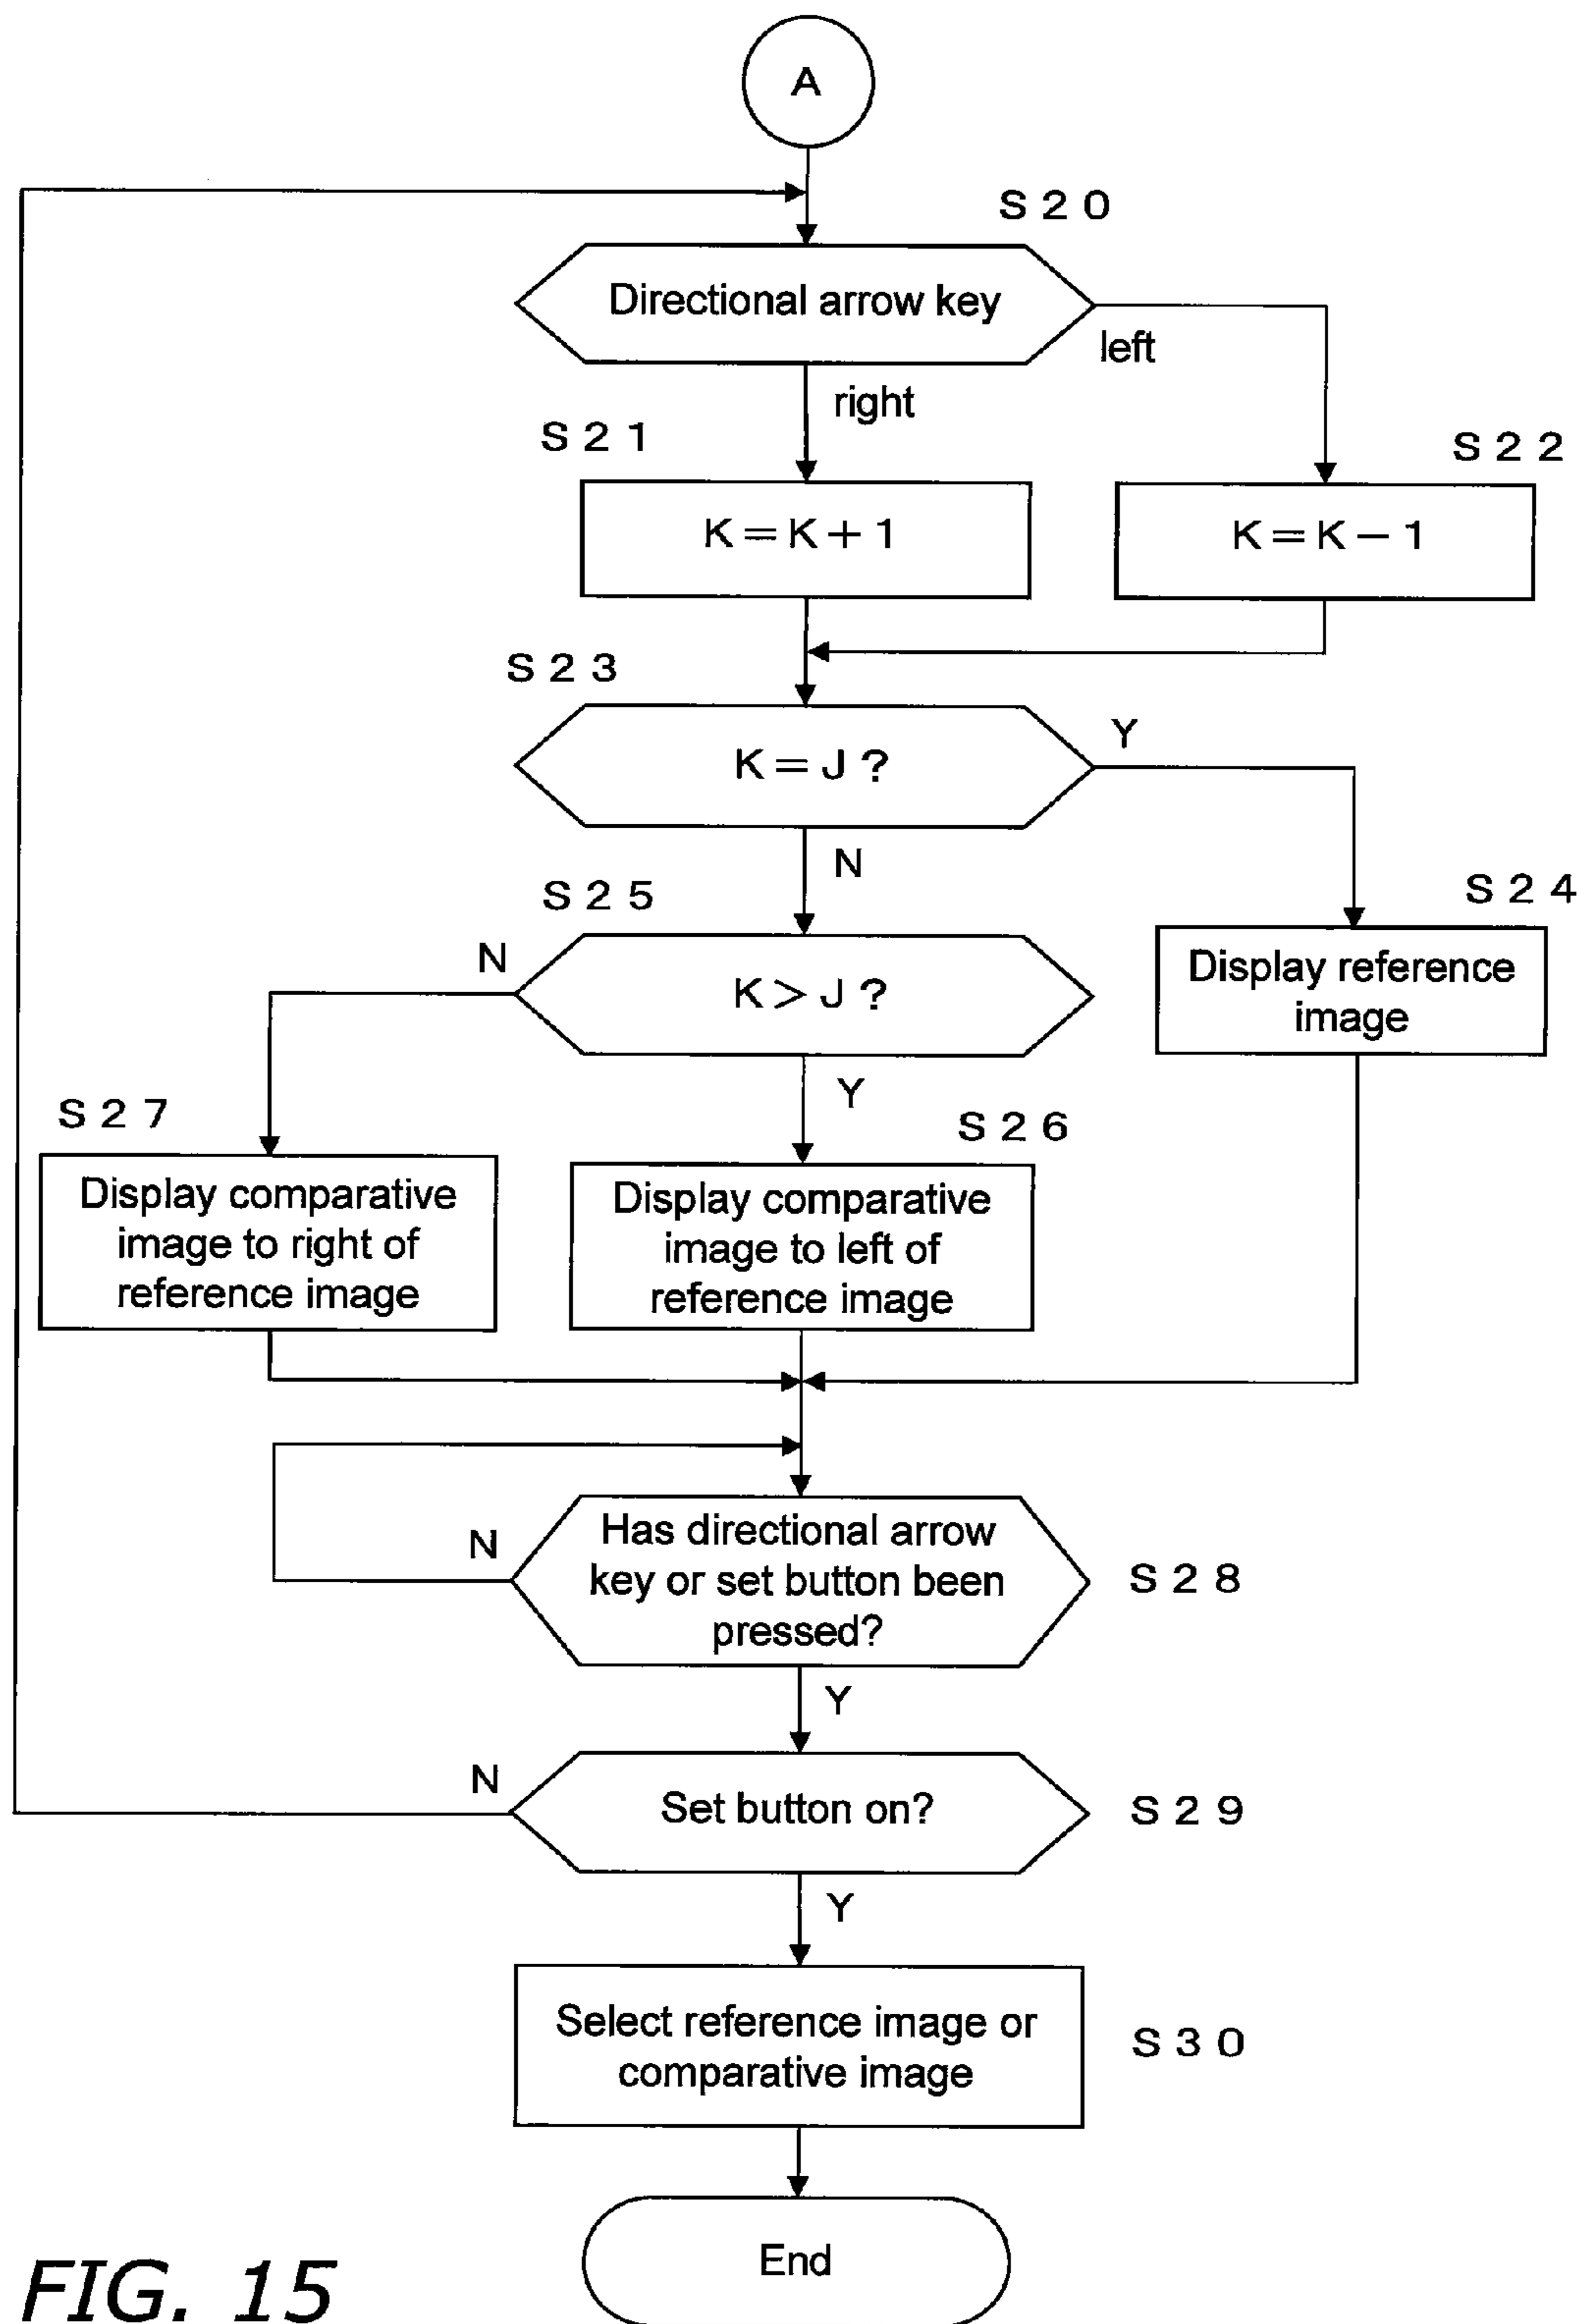 A
S20
Directional arrow key
left
right
S21
S22
K=K+1
K=K−1
S23
K=J?
Y
N
S24
S25
Display reference
image
N
K>J?
Y
S27
S26
Display comparative
image to right of
reference image
Display comparative
image to left of
reference image
Has directional arrow
key or set button been
pressed?
N
S28
Y
N
Set button on?
S29
Y
Select reference image or
comparative image
S30
End
FIG. 15